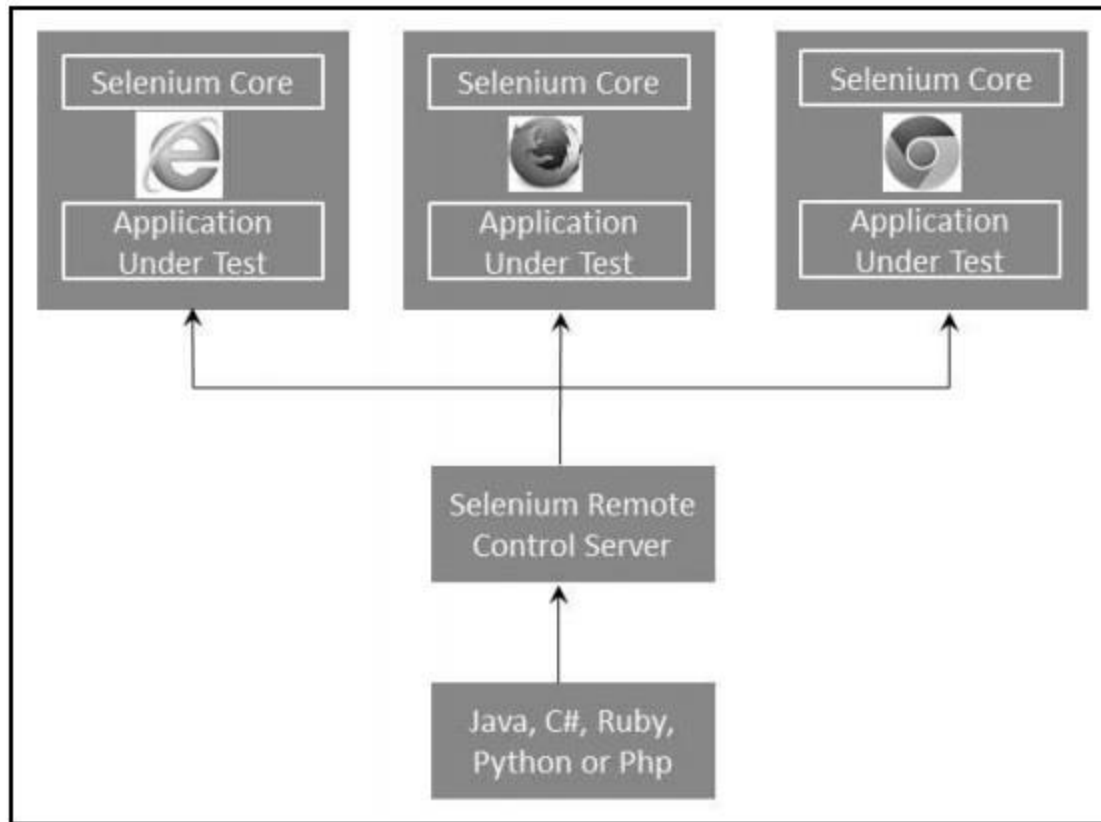 Selenium Core
Application
Under Test
Selenium Core
Application
Under Test
Selenium Core
Application
Under Test
Selenium Remote
Control Server
Java, C#, Ruby,
Python or Php